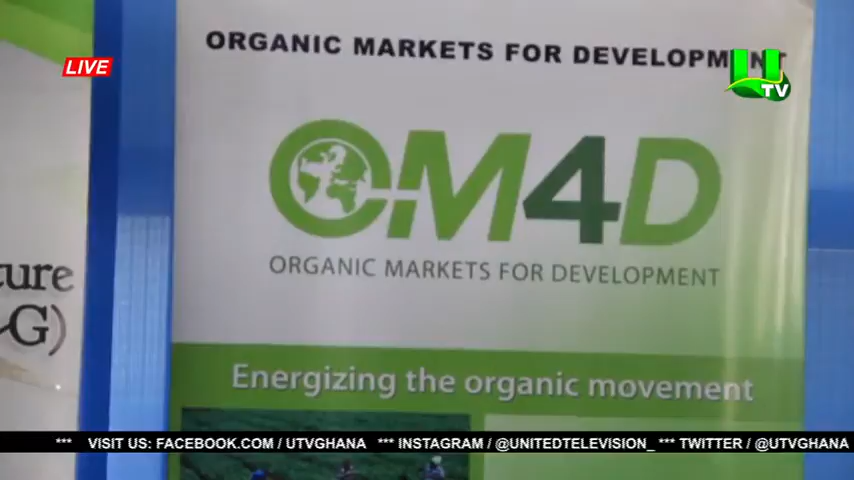 ORGANIC MARKETS FOR DEVELOPMENT
LIVE
U
TV
OM4D
ORGANIC MARKETS FOR DEVELOPMENT
ture
G)
Energizing the organic movement
*** VISIT US: FACEBOOK.COM / UTVGHANA *** INSTAGRAM / @UNITEDTELEVISION_ *** TWITTER / @UTVGHANA